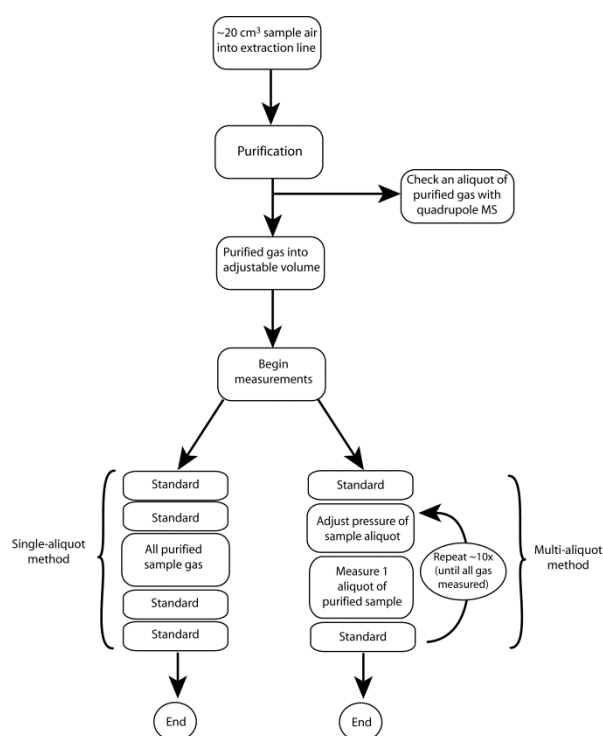 ~20 cm³ sample air
into extraction line
Purification
Check an aliquot of
purified gas with
quadrupole MS
Purified gas into
adjustable volume
Begin
measurements
Single-aliquot
method
Standard
Standard
All purified
sample gas
Standard
Standard
End
Standard
Adjust pressure of
sample aliquot
Measure 1
aliquot of
purified sample
Standard
End
Repeat ~10x
(until all gas
measured)
Multi-aliquot
method